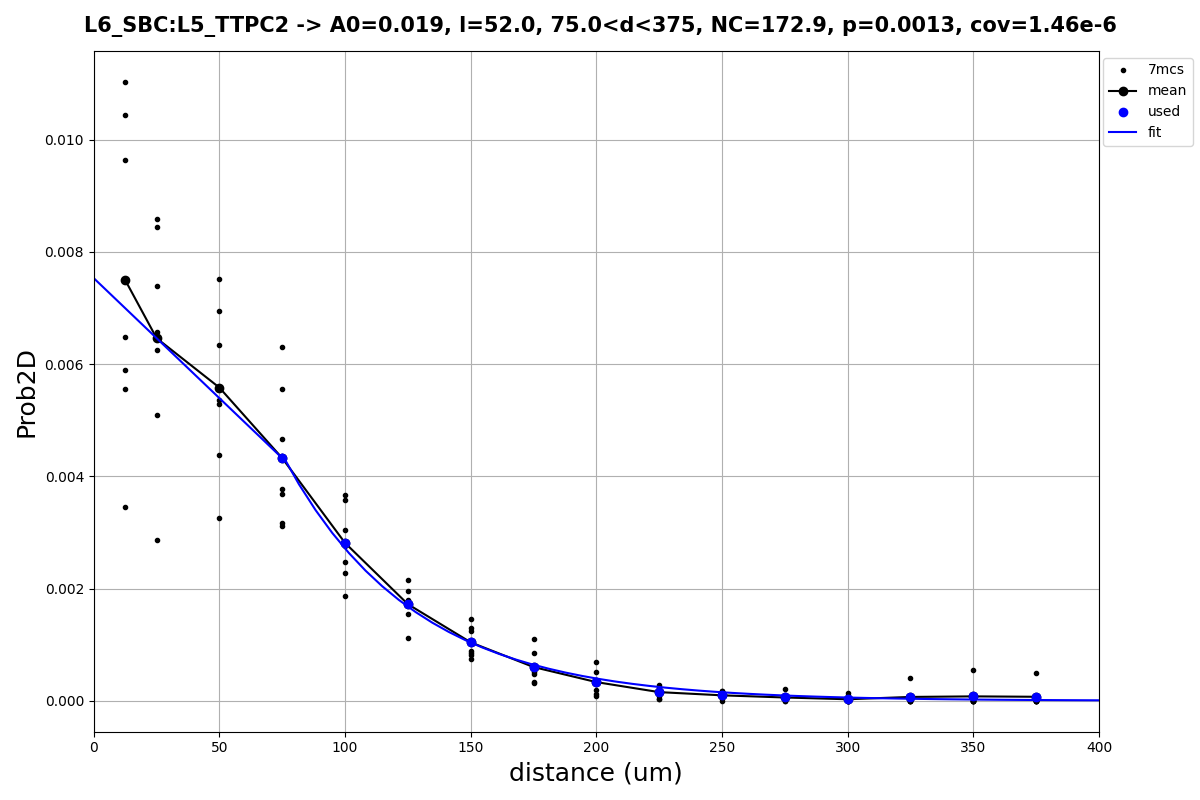 L6_SBC:L5_TTPC2 -> A0=0.019, l=52.0, 75.0<d<375, NC=172.9, p=0.0013, cov=1.46e-6
7mcs
mean
used
fit
Prob2D
0.010
0.008
0.006
0.004
0.002
0.000
0 50 100 150 200 250 300 350 400
distance (um)